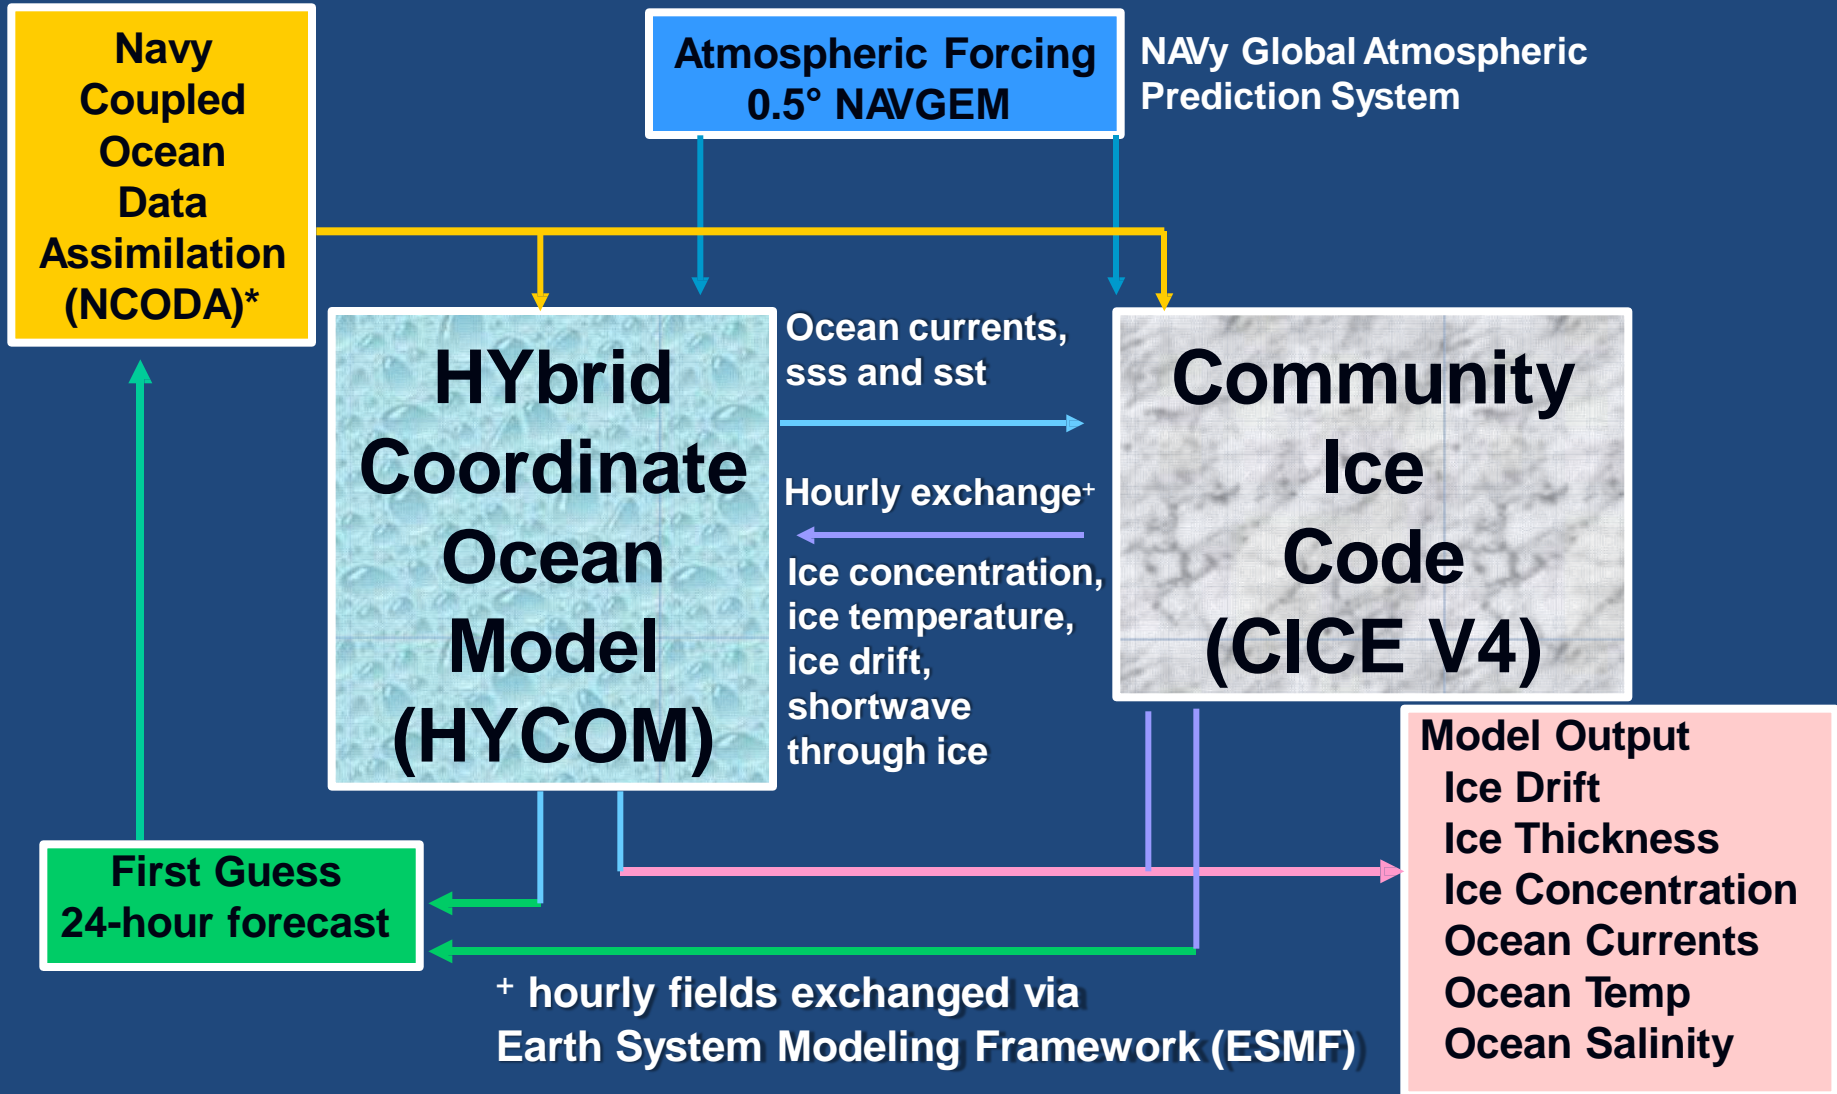 Navy
Coupled
Ocean
Data
Assimilation
(NCODA)*
Atmospheric Forcing
0.5° NAVGEM
NAVy Global Atmospheric
Prediction System
HYbrid
Coordinate
Ocean
Model
(HYCOM)
Ocean currents,
sss and sst
Hourly exchange+
Ice concentration,
ice temperature,
ice drift,
shortwave
through ice
Community
Ice
Code
(CICE V4)
First Guess
24-hour forecast
Model Output
Ice Drift
Ice Thickness
Ice Concentration
Ocean Currents
Ocean Temp
Ocean Salinity
+ hourly fields exchanged via
Earth System Modeling Framework (ESMF)